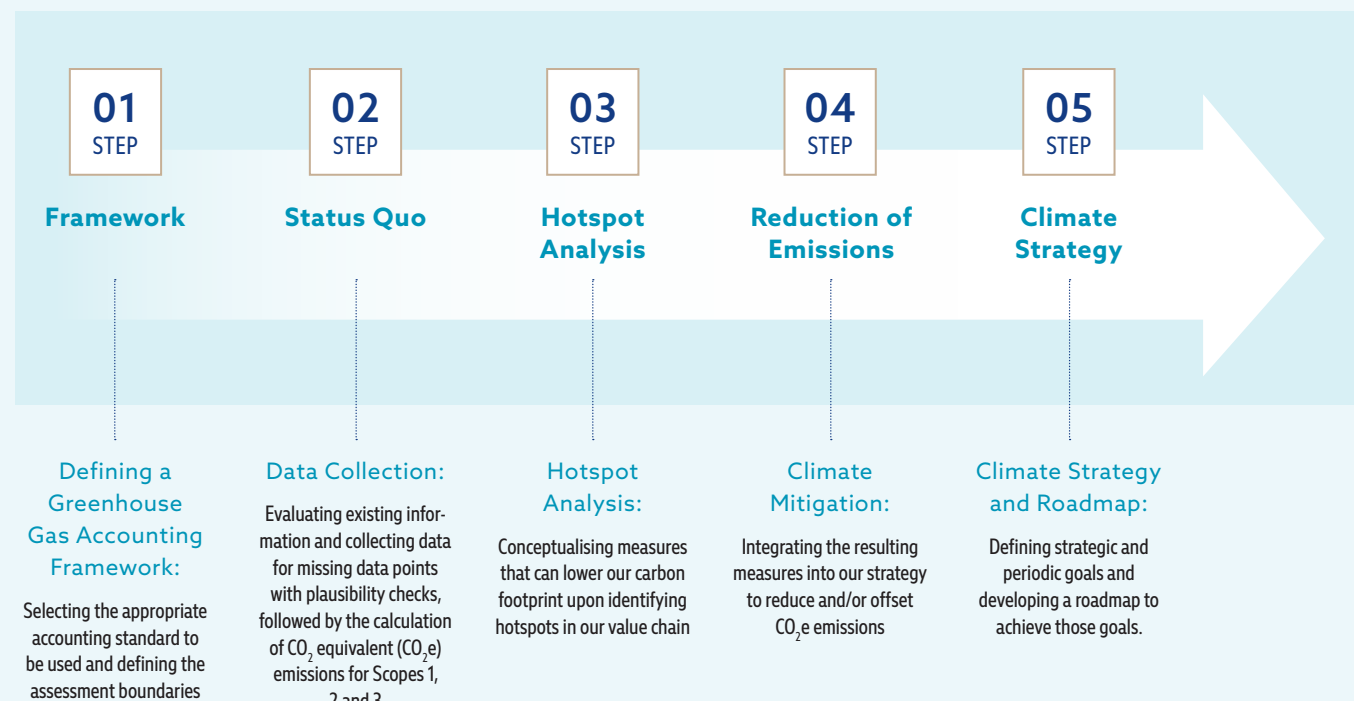 01
STEP
Framework
02
STEP
Status Quo
03
STEP
Hotspot
Analysis
04
STEP
Reduction of
Emissions
05
STEP
Climate
Strategy
Defining a
Greenhouse
Gas Accounting
Framework:
Selecting the appropriate
accounting standard to
be used and defining the
assessment boundaries
Data Collection:
Evaluating existing infor-
mation and collecting data
for missing data points
with plausibility checks,
followed by the calculation
of CO₂ equivalent (CO₂e)
emissions for Scopes 1,
2 and 3
Hotspot
Analysis:
Conceptualising measures
that can lower our carbon
footprint upon identifying
hotspots in our value chain
Climate
Mitigation:
Integrating the resulting
measures into our strategy
to reduce and/or offset
CO₂e emissions
Climate Strategy
and Roadmap:
Defining strategic and
periodic goals and
developing a roadmap to
achieve those goals.